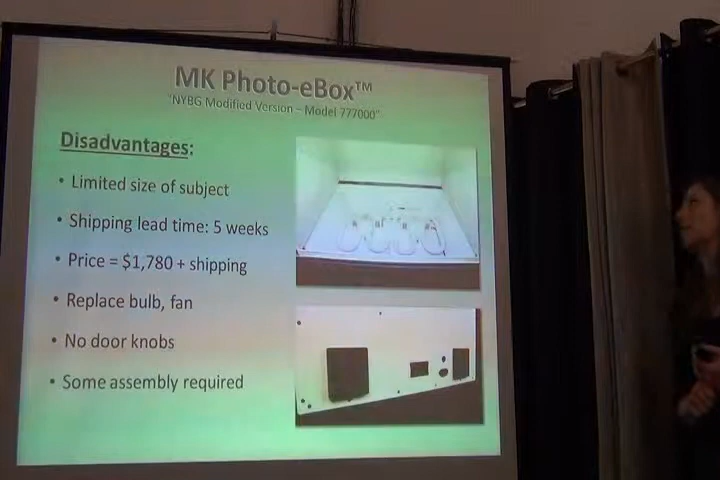 MK Photo-eBox™
"NYBG Modified Version – Model 777000"
Disadvantages:
• Limited size of subject
• Shipping lead time: 5 weeks
• Price = $1,780 + shipping
• Replace bulb, fan
• No door knobs
• Some assembly required